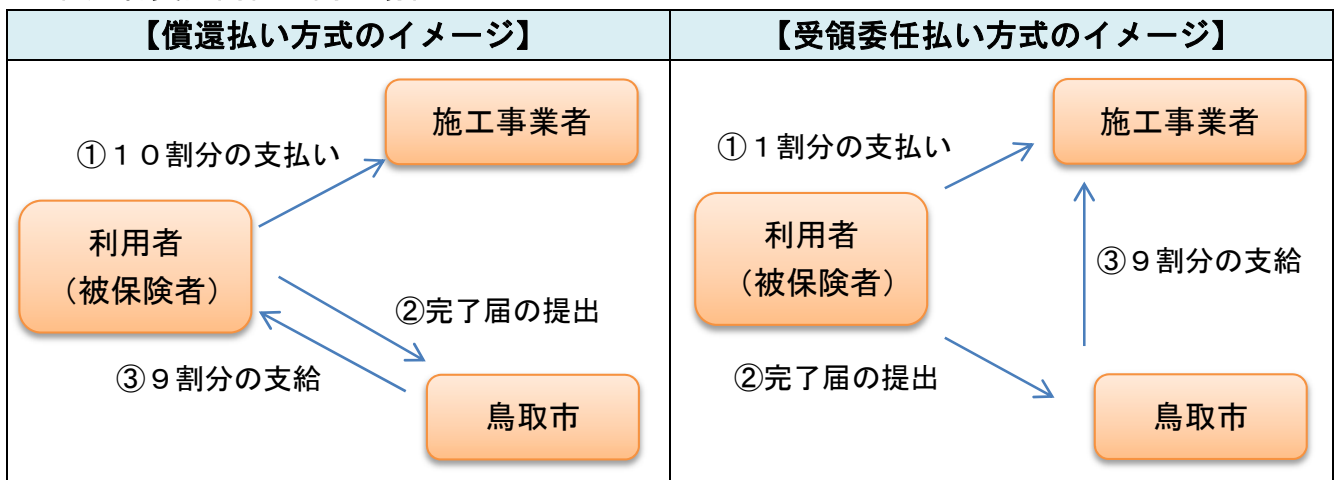 【償還払い方式のイメージ】
施工事業者
①１０割分の支払い
利用者
（被保険者）
②完了届の提出
③９割分の支給
鳥取市
【受領委任払い方式のイメージ】
施工事業者
①１割分の支払い
利用者
（被保険者）
③９割分の支給
②完了届の提出
鳥取市